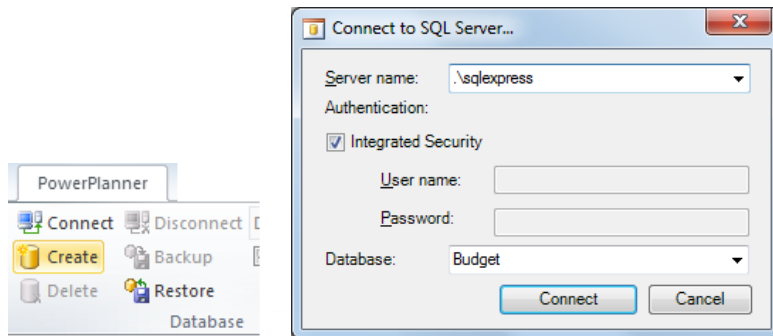 PowerPlanner
Connect Disconnect
Create Backup
Delete Restore
Database
Connect to SQL Server...
Server name: .\sqlexpress
Authentication:
Integrated Security
User name:
Password:
Database: Budget
Connect Cancel